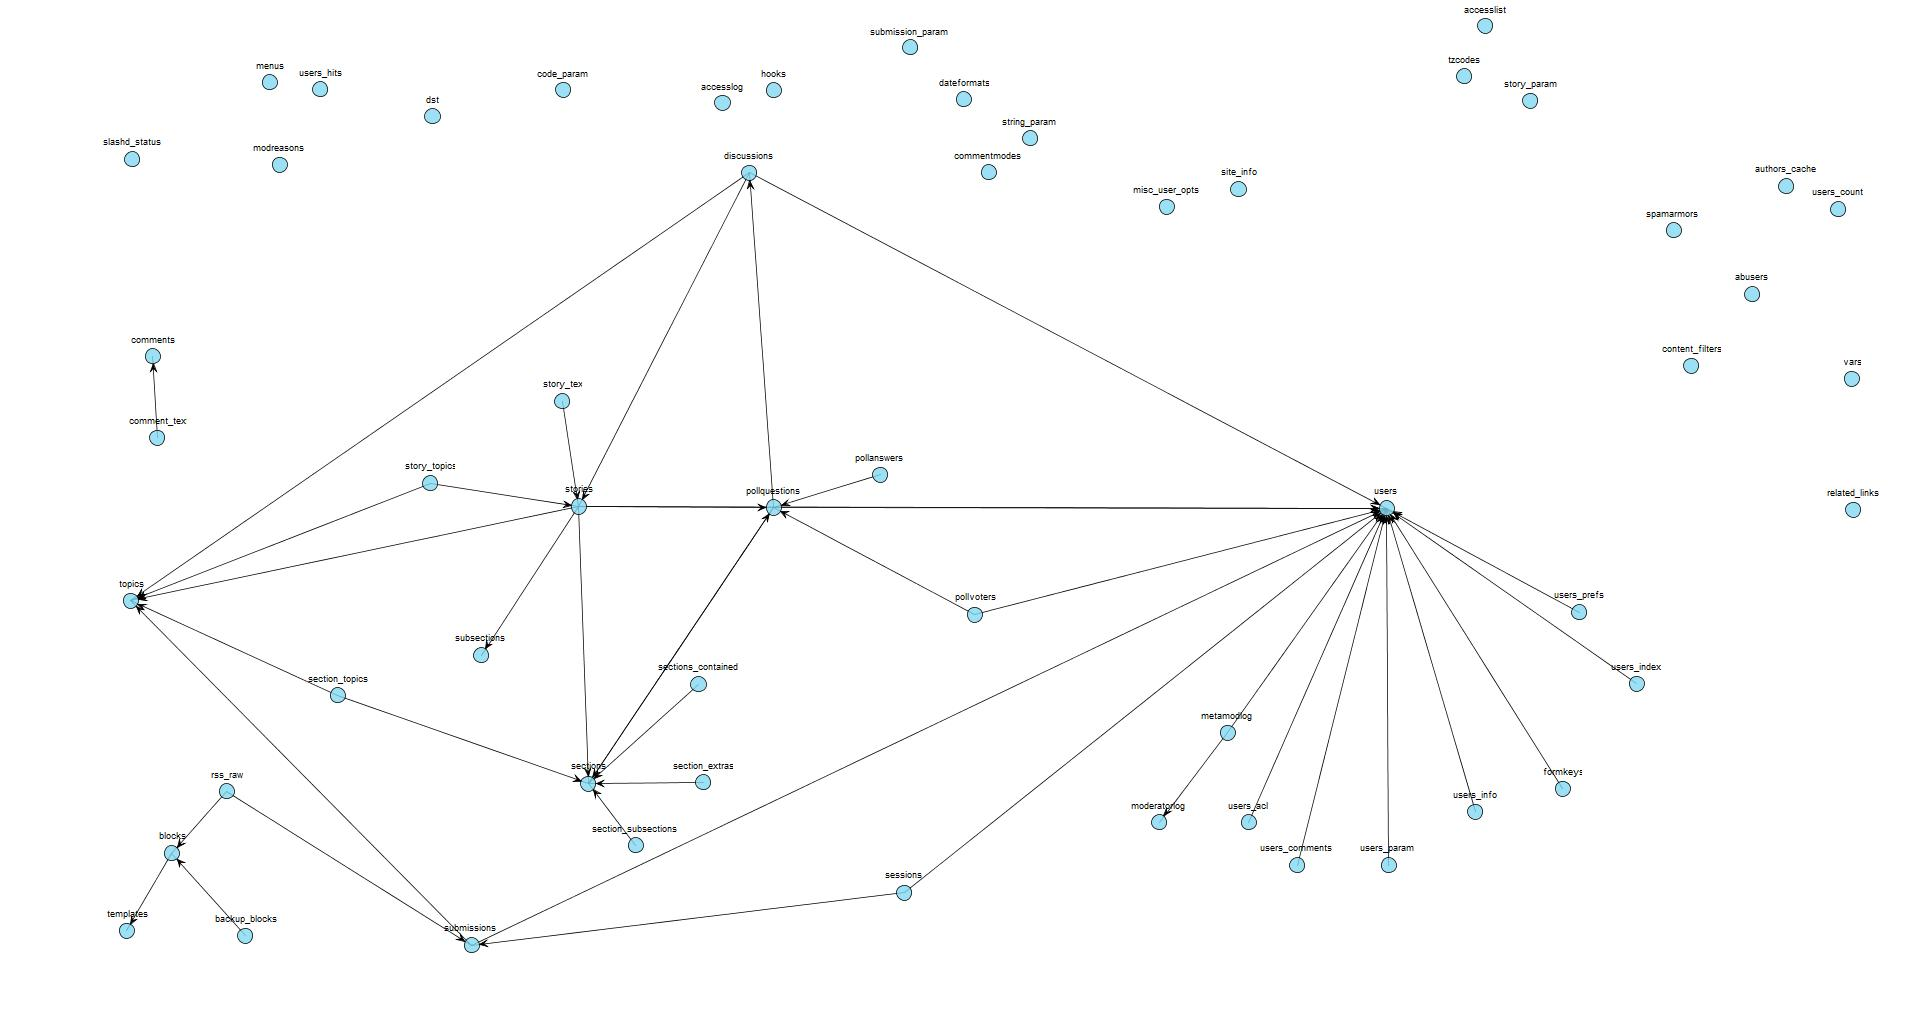 accesslist
submission_param
tzcodes
menus
users_hits
code_param
hooks
accesslog
dateformats
story_param
dst
string_param
slashd_status
modreasons
discussions
commentmodes
authors_cache
site_info
misc_user_opts
users_count
spamarmors
abusers
comments
content_filters
vars
story_tex
comment_tex
pollanswers
story_topics
stories
pollquestions
users
related_links
topics
users_prefs
pollvoters
subsections
sections_contained
users_index
section_topics
metamodlog
sections
section_extras
rss_raw
formkeys
users_info
moderatorlog
users_acl
section_subsections
blocks
users_comments
users_param
sessions
templates
backup_blocks
submissions